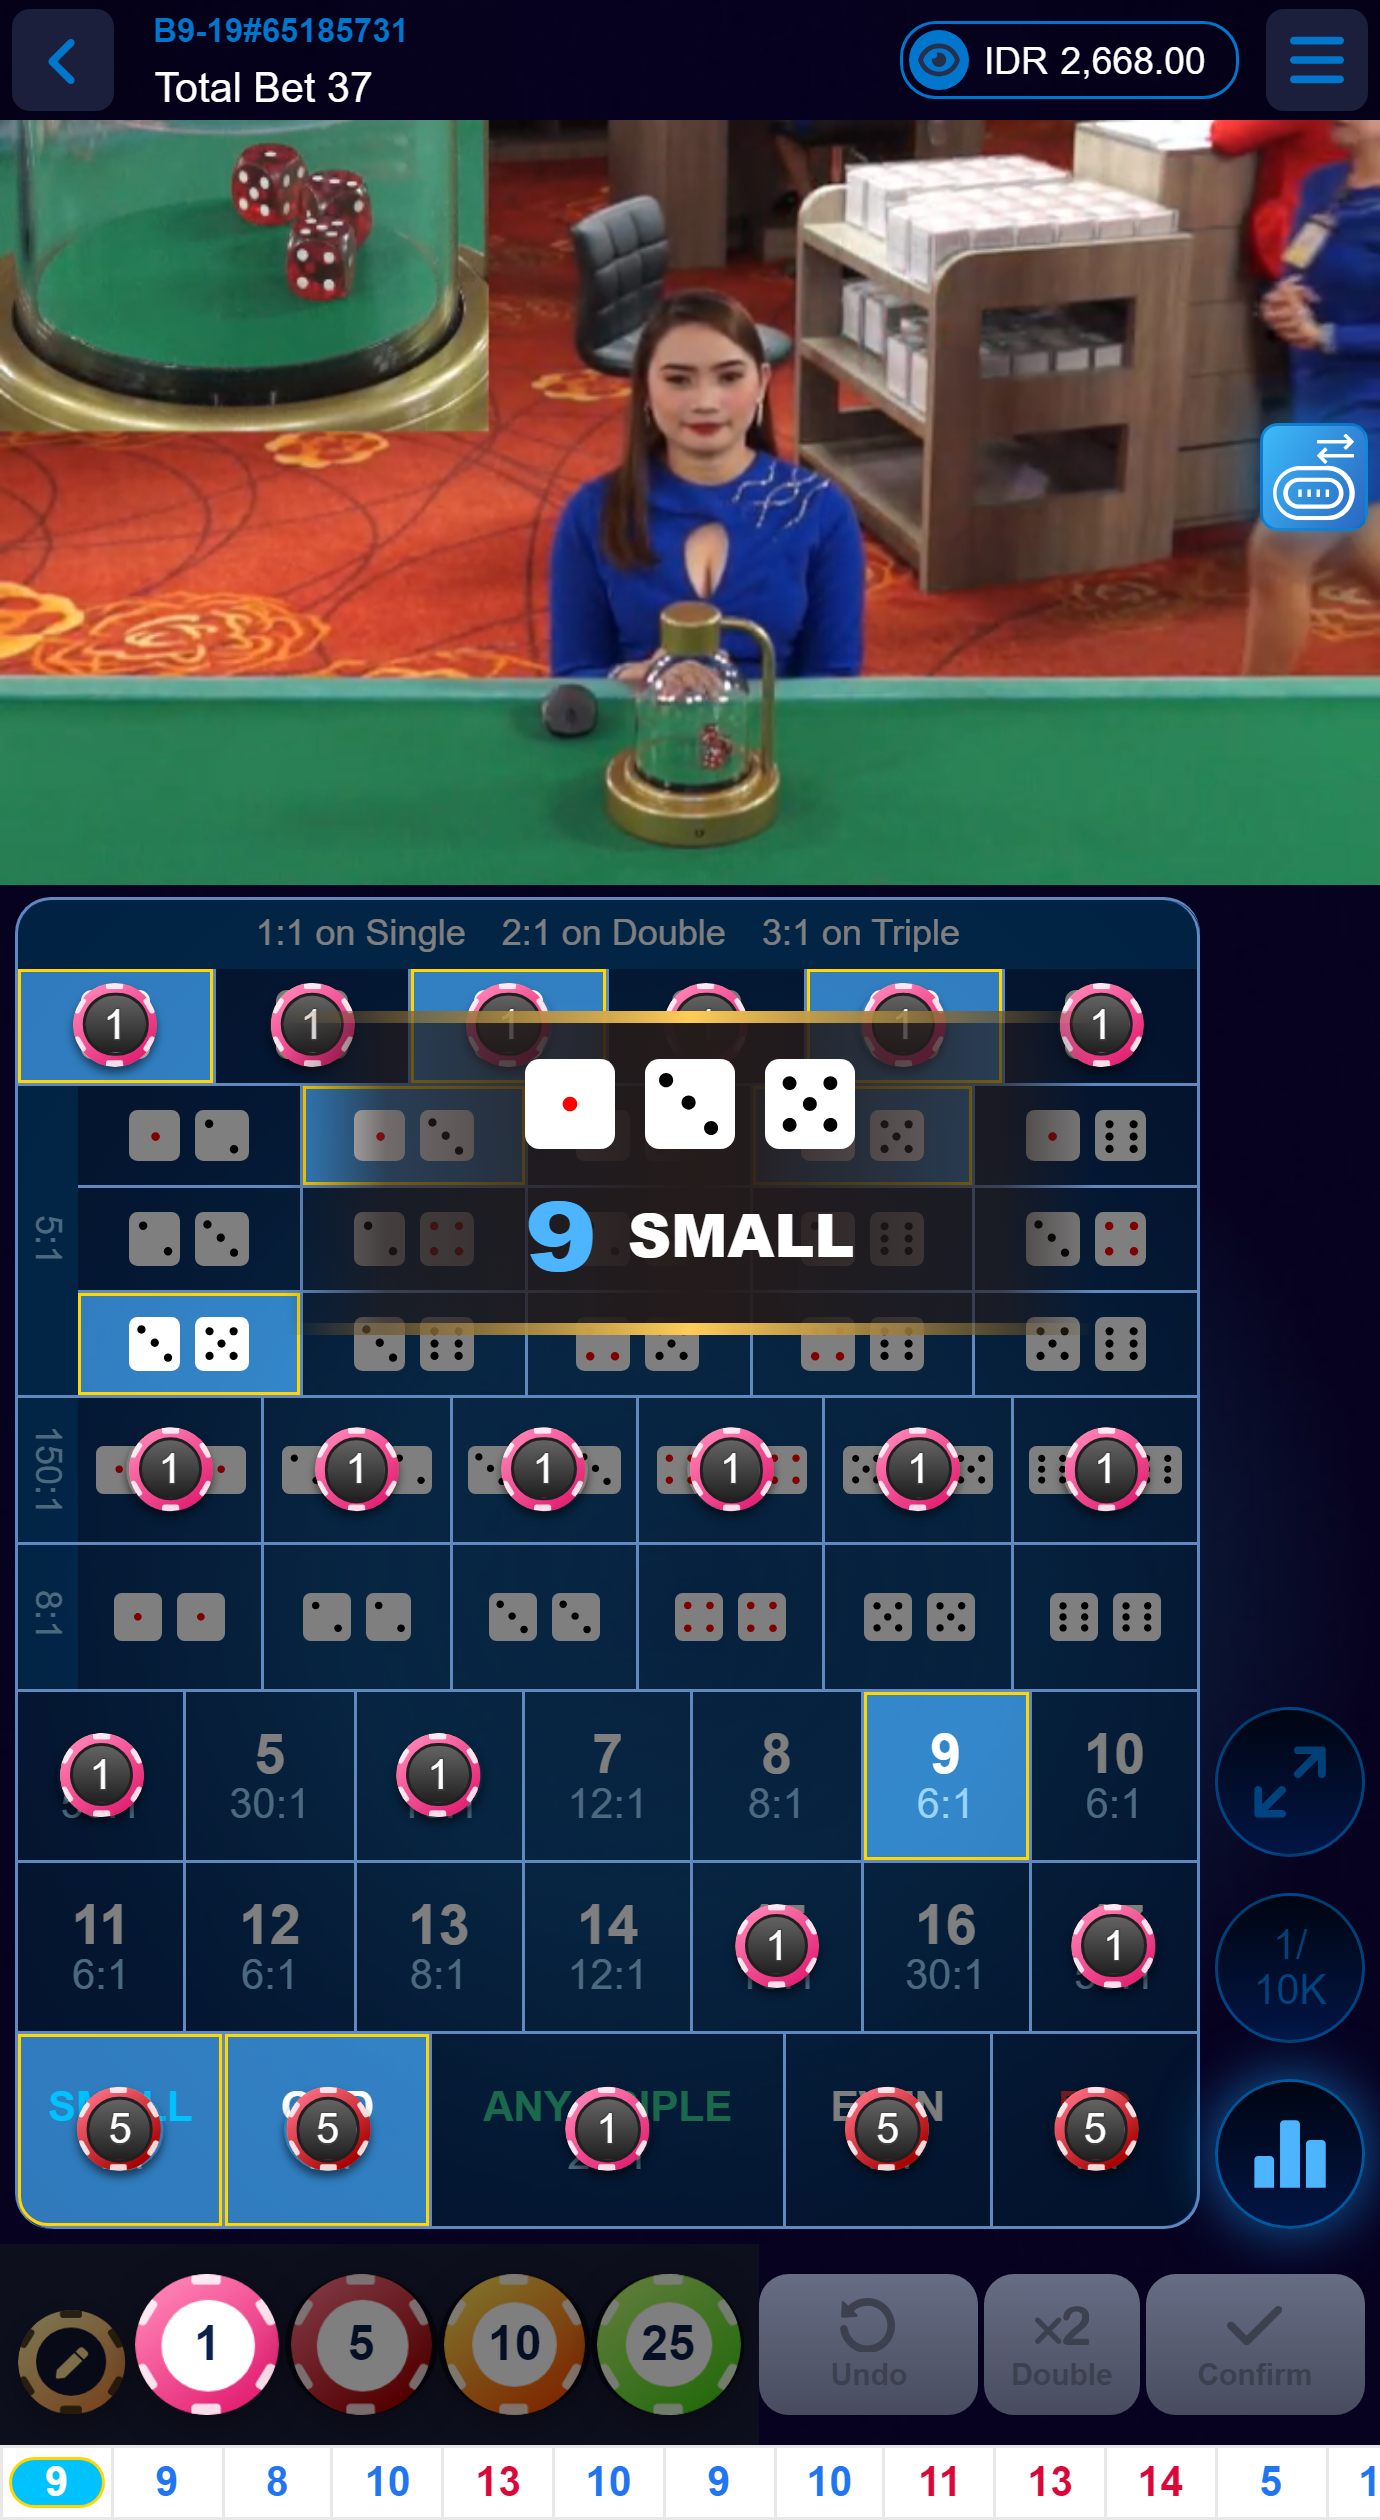 B9-19#65185731
Total Bet 37
IDR 2,668.00
1:1 on Single 2:1 on Double 3:1 on Triple
1 1 1 1 1 1
9 SMALL
5:1
150:1
1 1 1 1 1 1
8:1
1 5 1 7 8 9 10
30:1 12:1 8:1 6:1 6:1
11 12 13 14 1 16 1
6:1 6:1 8:1 12:1 30:1
1/
10K
5 5 1 5 5
1 5 10 25
Undo Double Confirm
x2
9 9 8 10 13 10 9 10 11 13 14 5